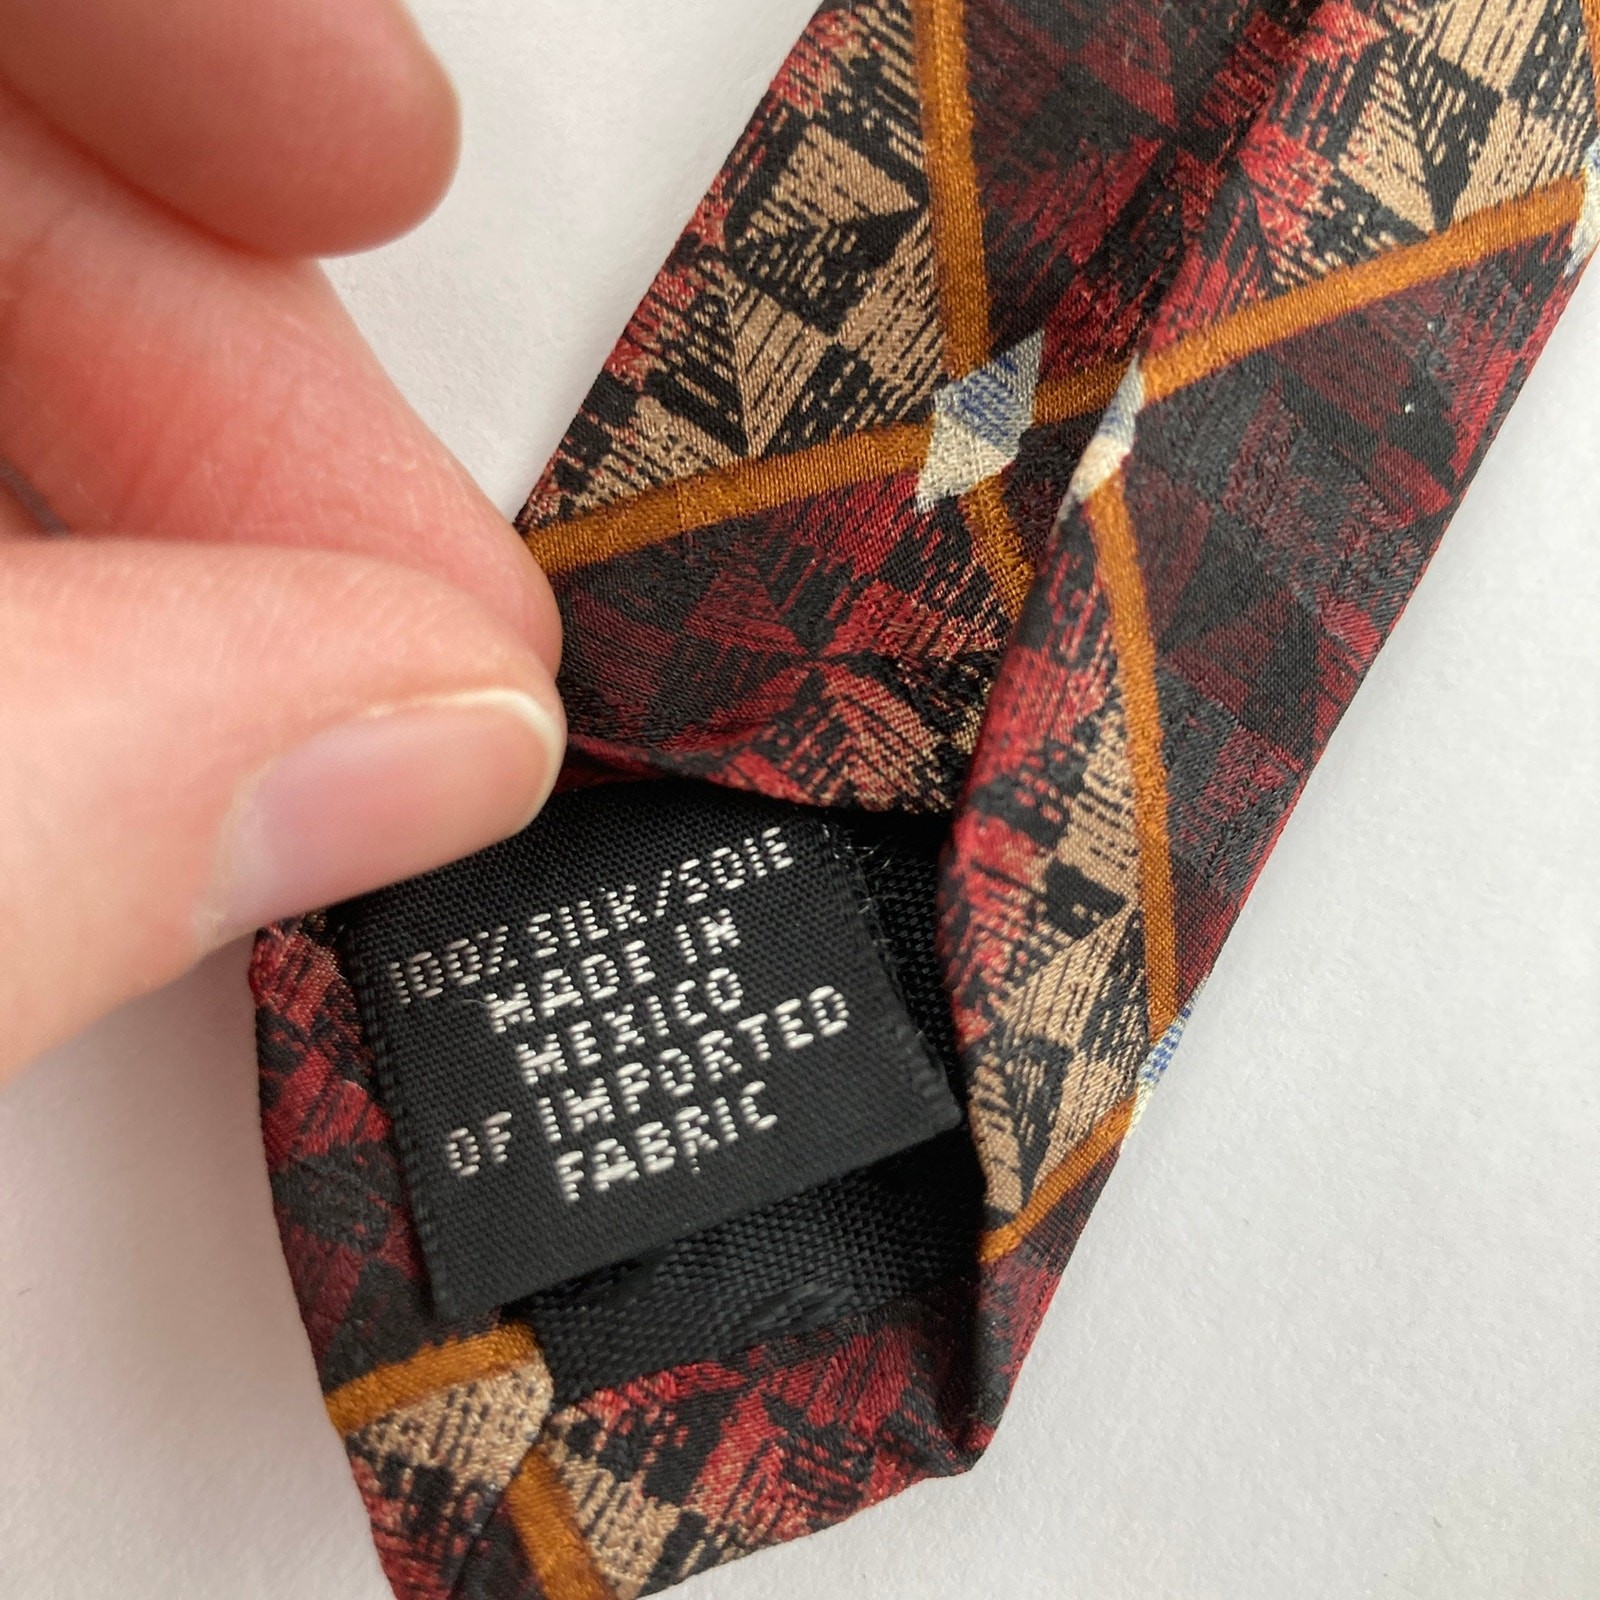 100% SILK/SOIE
MADE IN
MEXICO
OF IMPORTED
FABRIC